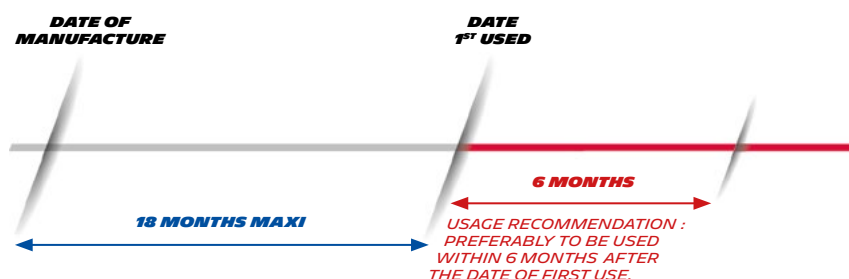 DATE OF
MANUFACTURE
DATE
1ST USED
6 MONTHS
18 MONTHS MAXI
USAGE RECOMMENDATION :
PREFERABLY TO BE USED
WITHIN 6 MONTHS AFTER
THE DATE OF FIRST USE.